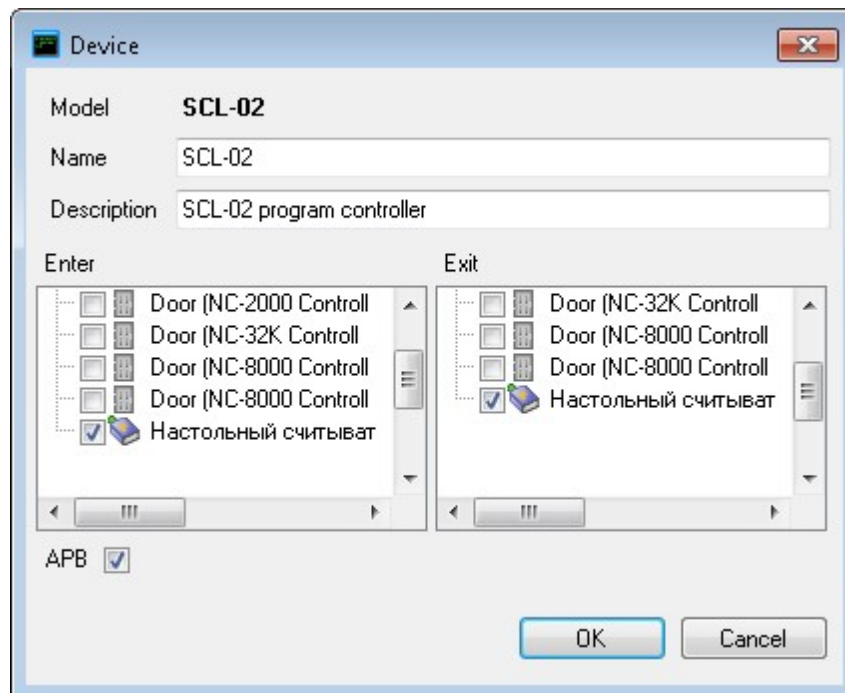 Device
Model SCL-02
Name SCL-02
Description SCL-02 program controller
Enter
Door (NC-2000 Controll
Door (NC-32K Controll
Door (NC-8000 Controll
Door (NC-8000 Controll
Настольный считыват
Exit
Door (NC-32K Controll
Door (NC-8000 Controll
Door (NC-8000 Controll
Настольный считыват
APB
OK Cancel